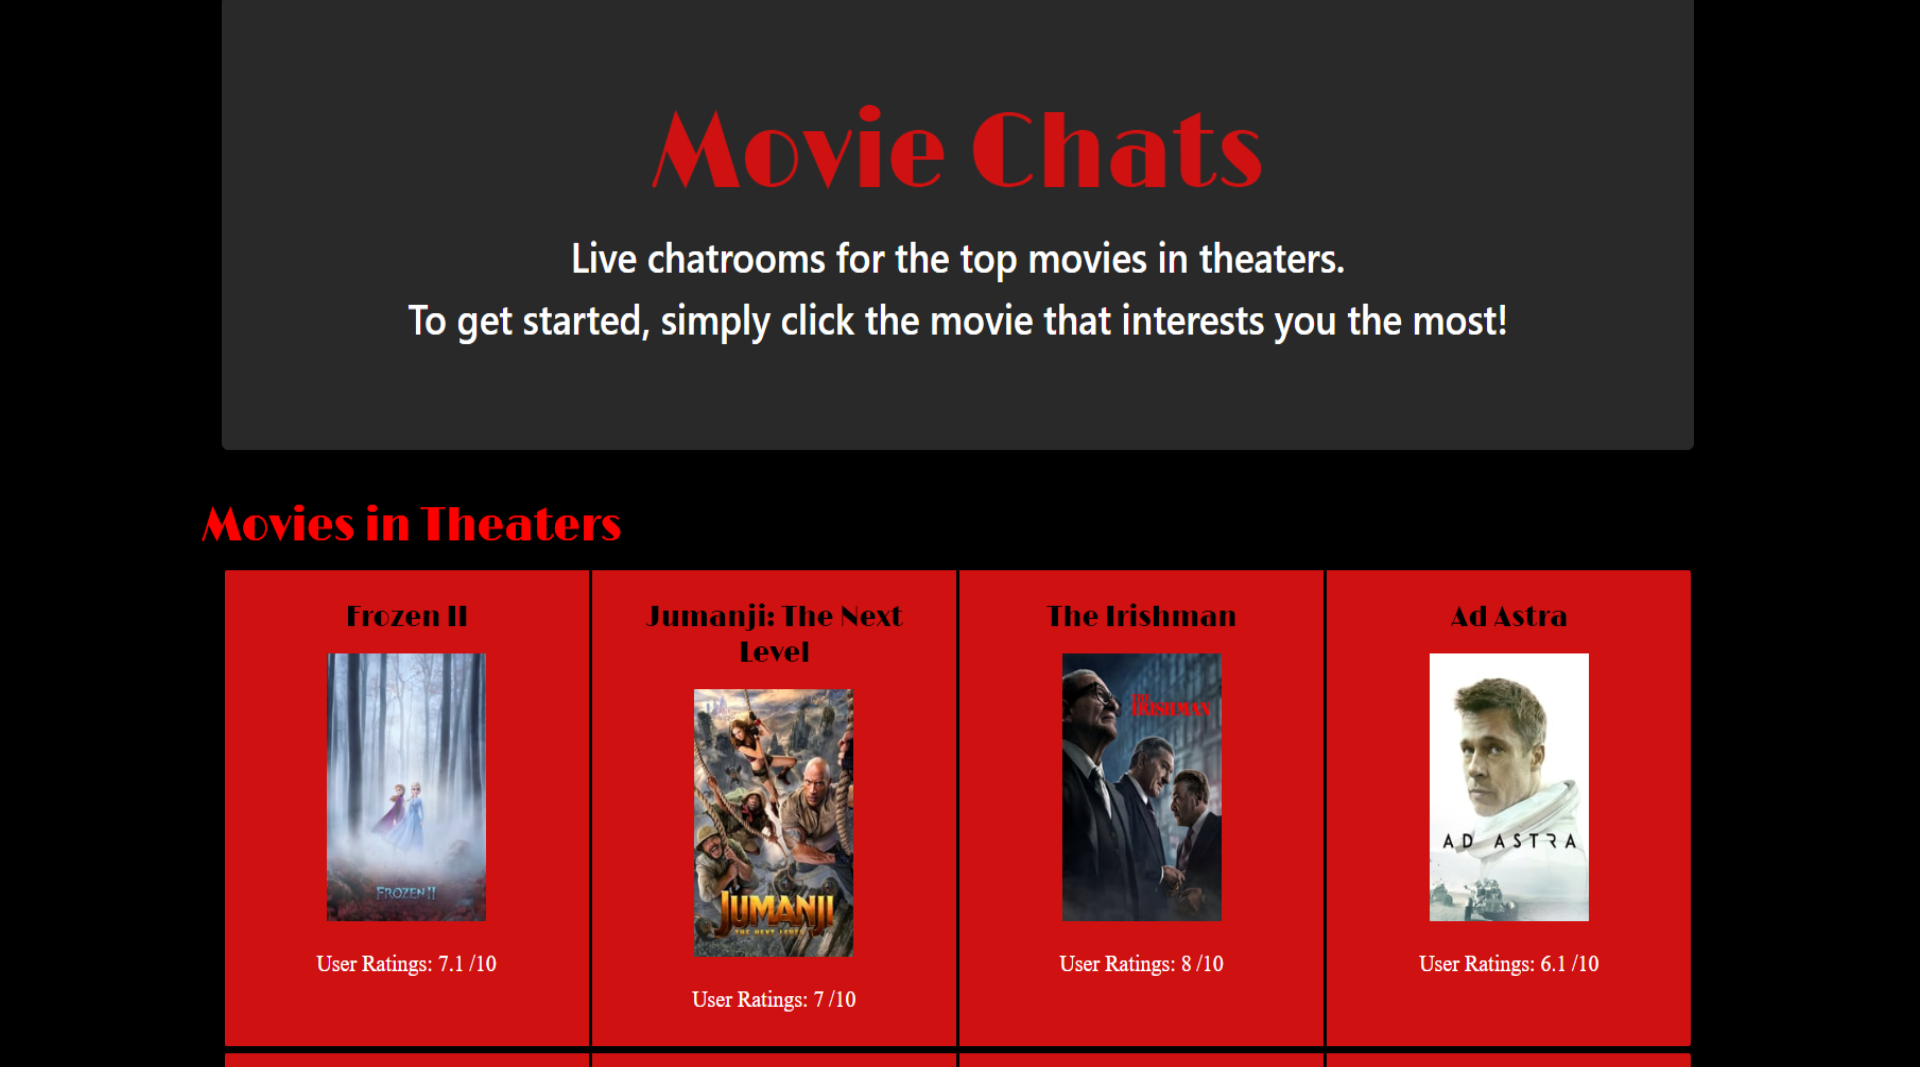 Movie Chats
Live chatrooms for the top movies in theaters.
To get started, simply click the movie that interests you the most!
Movies in Theaters
Frozen II
FROZEN II
User Ratings: 7.1 /10
Jumanji: The Next
Level
JUMANJI
THE NEXT LEVEL
User Ratings: 7 /10
The Irishman
THE
IRISHMAN
User Ratings: 8 /10
Ad Astra
AD ASTRA
User Ratings: 6.1 /10